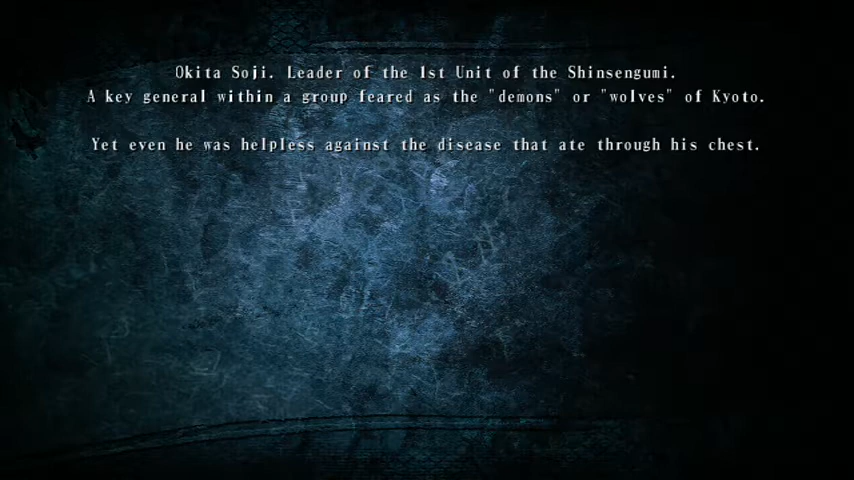 Okita Soji. Leader of the 1st Unit of the Shinsengumi.
A key general within a group feared as the "demons" or "wolves" of Kyoto.
Yet even he was helpless against the disease that ate through his chest.